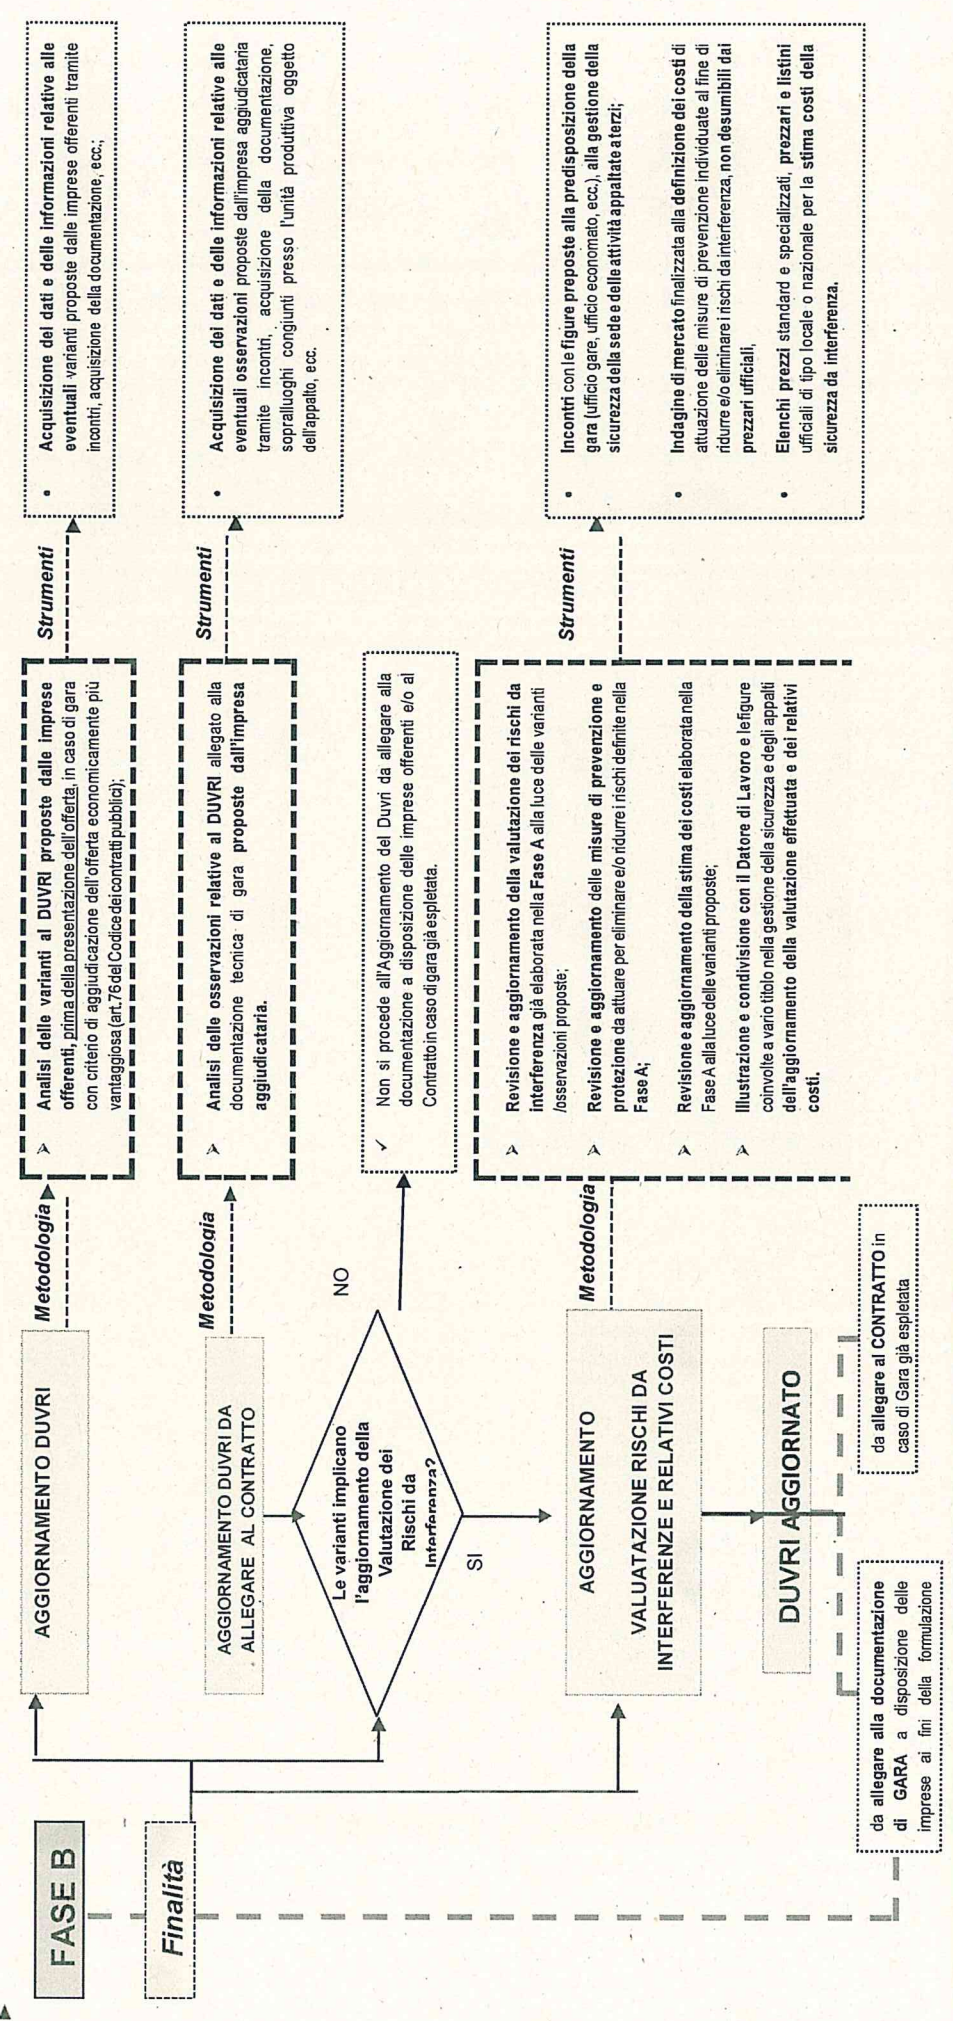 FASE B
Finalità
AGGIORNAMENTO DUVRI
Metodologia
Analisi delle varianti al DUVRI proposte dalle imprese
offerenti, prima della presentazione dell'offerta, in caso di gara
con criterio di aggiudicazione dell'offerta economicamente più
vantaggiosa (art.76 del Codice dei contratti pubblici);
Strumenti
• Acquisizione dei dati e delle informazioni relative alle
eventuali varianti proposte dalle imprese offerenti tramite
incontri, acquisizione della documentazione, ecc;
AGGIORNAMENTO DUVRI DA
ALLEGARE AL CONTRATTO
Metodologia
Analisi delle osservazioni relative al DUVRI allegato alla
documentazione tecnica di gara proposte dall'impresa
aggiudicataria.
Strumenti
• Acquisizione dei dati e delle informazioni relative alle
eventuali osservazioni proposte dall'impresa aggiudicataria
tramite incontri, acquisizione della documentazione,
sopralluoghi congiunti presso l'unità produttiva oggetto
dell'appalto, ecc.
Le varianti implicano
l'aggiornamento della
Valutazione dei
Rischi da
Interferenza?
NO
✓ Non si procede all'Aggiornamento del Duvri da allegare alla
documentazione a disposizione delle imprese offerenti e/o al
Contratto in caso di gara già espletata.
SI
AGGIORNAMENTO
VALUATAZIONE RISCHI DA
INTERFERENZE E RELATIVI COSTI
Metodologia
Revisione e aggiornamento della valutazione dei rischi da
interferenza già elaborata nella Fase A alla luce delle varianti
/osservazioni proposte;
Revisione e aggiornamento delle misure di prevenzione e
protezione da attuare per eliminare e/o ridurre i rischi definite nella
Fase A;
Revisione e aggiornamento della stima dei costi elaborata nella
Fase A alla luce delle varianti proposte;
Illustrazione e condivisione con il Datore di Lavoro e le figure
coinvolte a vario titolo nella gestione della sicurezza e degli appalti
dell'aggiornamento della valutazione effettuata e dei relativi
costi.
Strumenti
• Incontri con le figure preposte alla predisposizione della
gara (ufficio gare, ufficio economato, ecc.), alla gestione della
sicurezza della sede e delle attività appaltate a terzi;
• Indagine di mercato finalizzata alla definizione dei costi di
attuazione delle misure di prevenzione individuate al fine di
ridurre e/o eliminare i rischi da interferenza, non desumibili dai
prezzari ufficiali,
• Elenchi prezzi standard e specializzati, prezzari e listini
ufficiali di tipo locale o nazionale per la stima costi della
sicurezza da interferenza.
DUVRI AGGIORNATO
da allegare alla documentazione
di GARA a disposizione delle
imprese ai fini della formulazione
da allegare al CONTRATTO in
caso di Gara già espletata